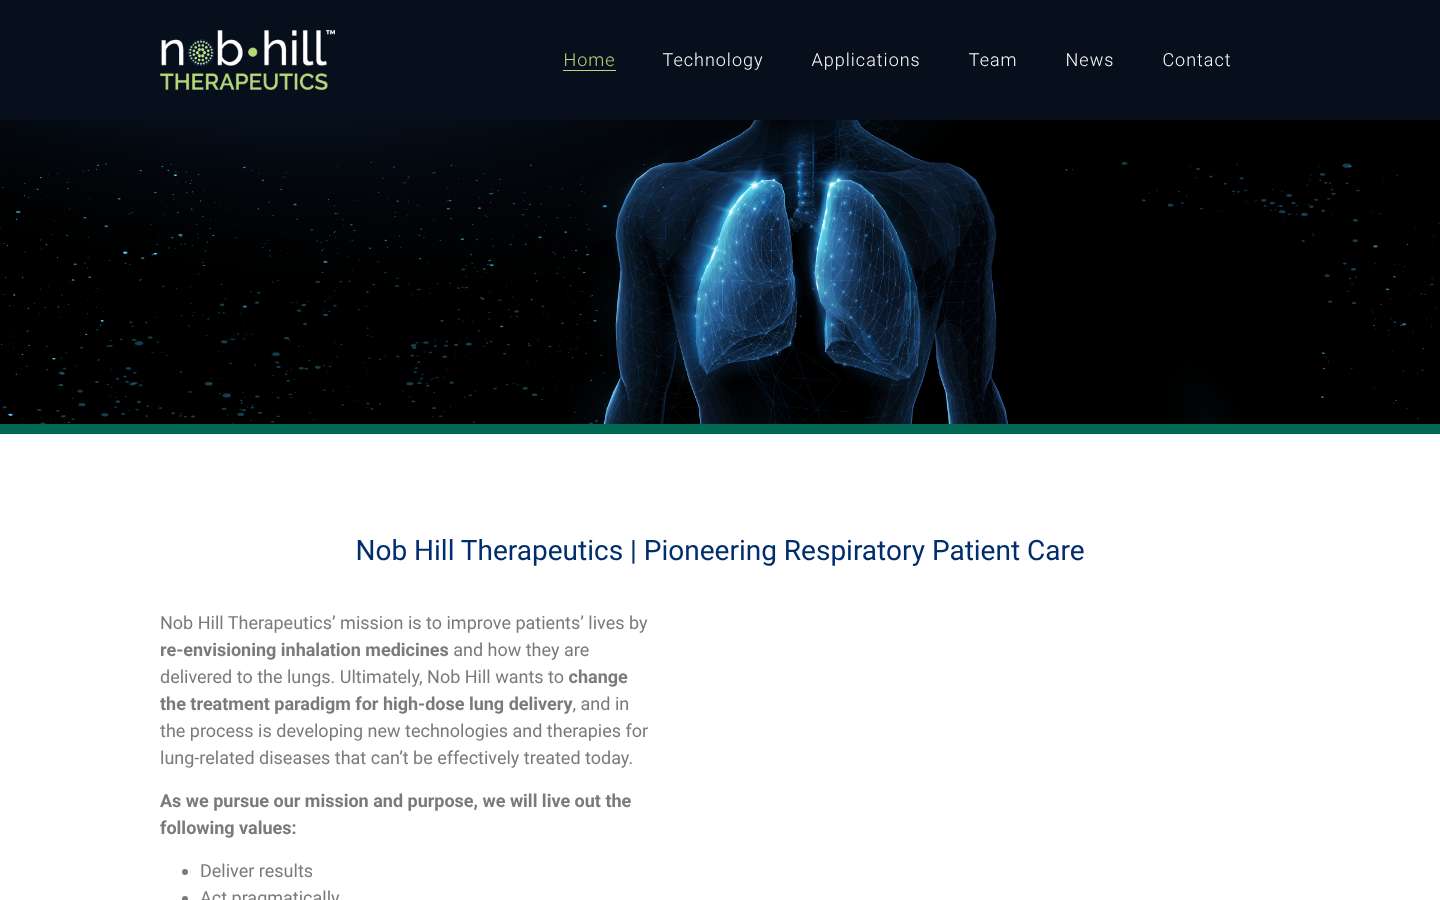 nob·hill™
THERAPEUTICS
Home Technology Applications Team News Contact
Nob Hill Therapeutics | Pioneering Respiratory Patient Care
Nob Hill Therapeutics’ mission is to improve patients’ lives by
re-envisioning inhalation medicines and how they are
delivered to the lungs. Ultimately, Nob Hill wants to change
the treatment paradigm for high-dose lung delivery, and in
the process is developing new technologies and therapies for
lung-related diseases that can’t be effectively treated today.
As we pursue our mission and purpose, we will live out the
following values:
• Deliver results
• Act pragmatically